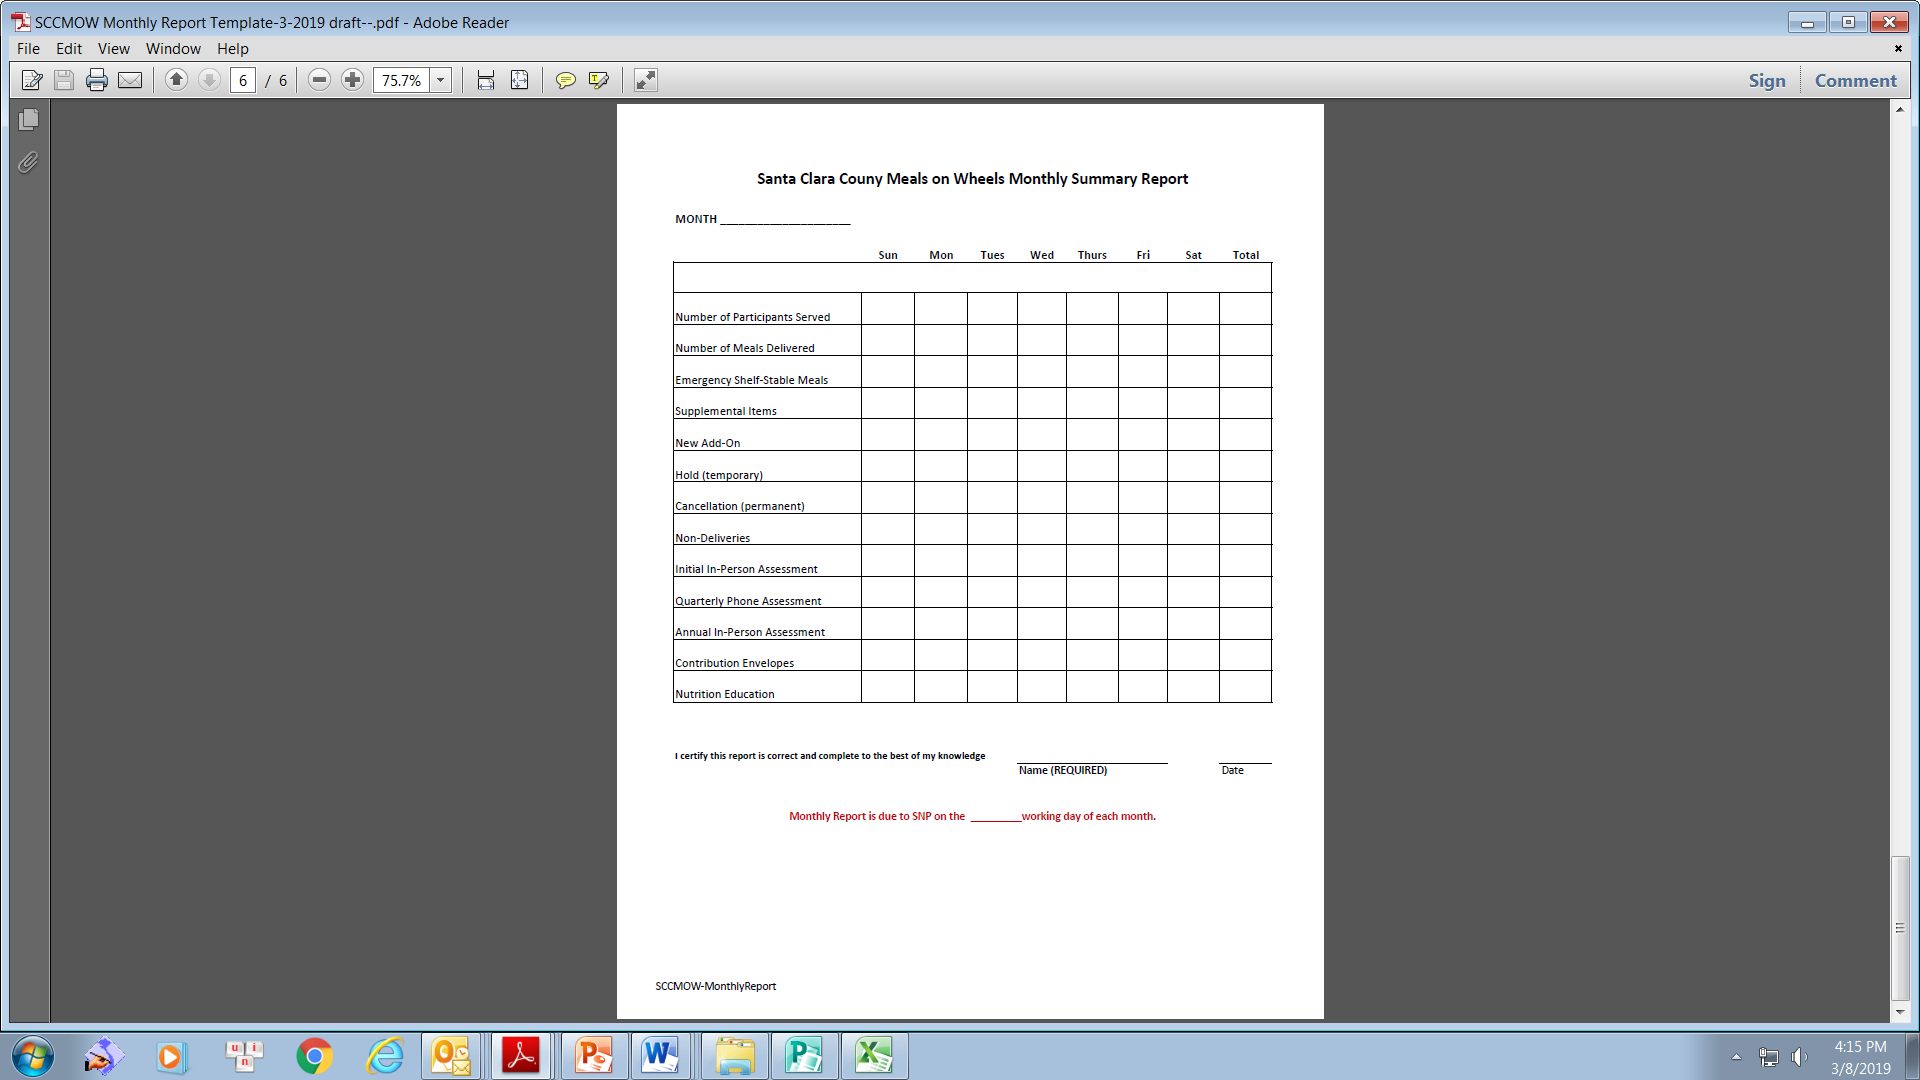 SCCMOW Monthly Report Template-3-2019 draft--.pdf - Adobe Reader
File Edit View Window Help
6 / 6 75.7% Sign Comment
Santa Clara Couny Meals on Wheels Monthly Summary Report
MONTH ____________________
Sun Mon Tues Wed Thurs Fri Sat Total
Number of Participants Served
Number of Meals Delivered
Emergency Shelf-Stable Meals
Supplemental Items
New Add-On
Hold (temporary)
Cancellation (permanent)
Non-Deliveries
Initial In-Person Assessment
Quarterly Phone Assessment
Annual In-Person Assessment
Contribution Envelopes
Nutrition Education
I certify this report is correct and complete to the best of my knowledge
Name (REQUIRED) Date
Monthly Report is due to SNP on the _________working day of each month.
SCCMOW-MonthlyReport
4:15 PM
3/8/2019